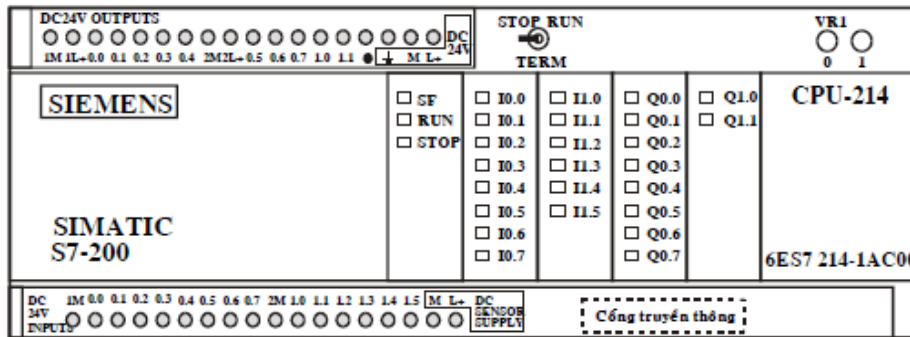 DC24V OUTPUTS
1M 1L+ 0.0 0.1 0.2 0.3 0.4 2M 2L+ 0.5 0.6 0.7 1.0 1.1 M L+
DC
24V
STOP RUN
TERM
VR1
0 1
SIEMENS
SIMATIC
S7-200
SF
RUN
STOP
I0.0
I0.1
I0.2
I0.3
I0.4
I0.5
I0.6
I0.7
I1.0
I1.1
I1.2
I1.3
I1.4
I1.5
Q0.0
Q0.1
Q0.2
Q0.3
Q0.4
Q0.5
Q0.6
Q0.7
Q1.0
Q1.1
CPU-214
6ES7 214-1AC00
DC
24V
INPUTS
1M 0.0 0.1 0.2 0.3 0.4 0.5 0.6 0.7 2M 1.0 1.1 1.2 1.3 1.4 1.5 M L+
DC
SENSOR
SUPPLY
Cổng truyền thông